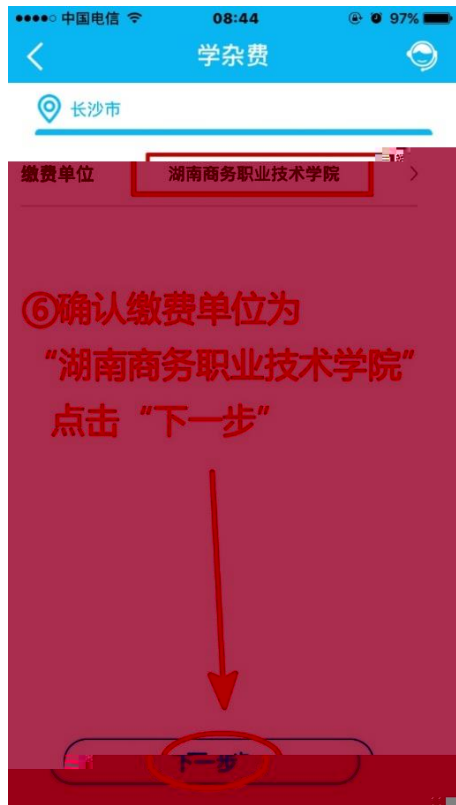 中国电信 08:44 97%
学杂费
长沙市
缴费单位 湖南商务职业技术学院
⑥确认缴费单位为
“湖南商务职业技术学院”
点击“下一步”
下一步